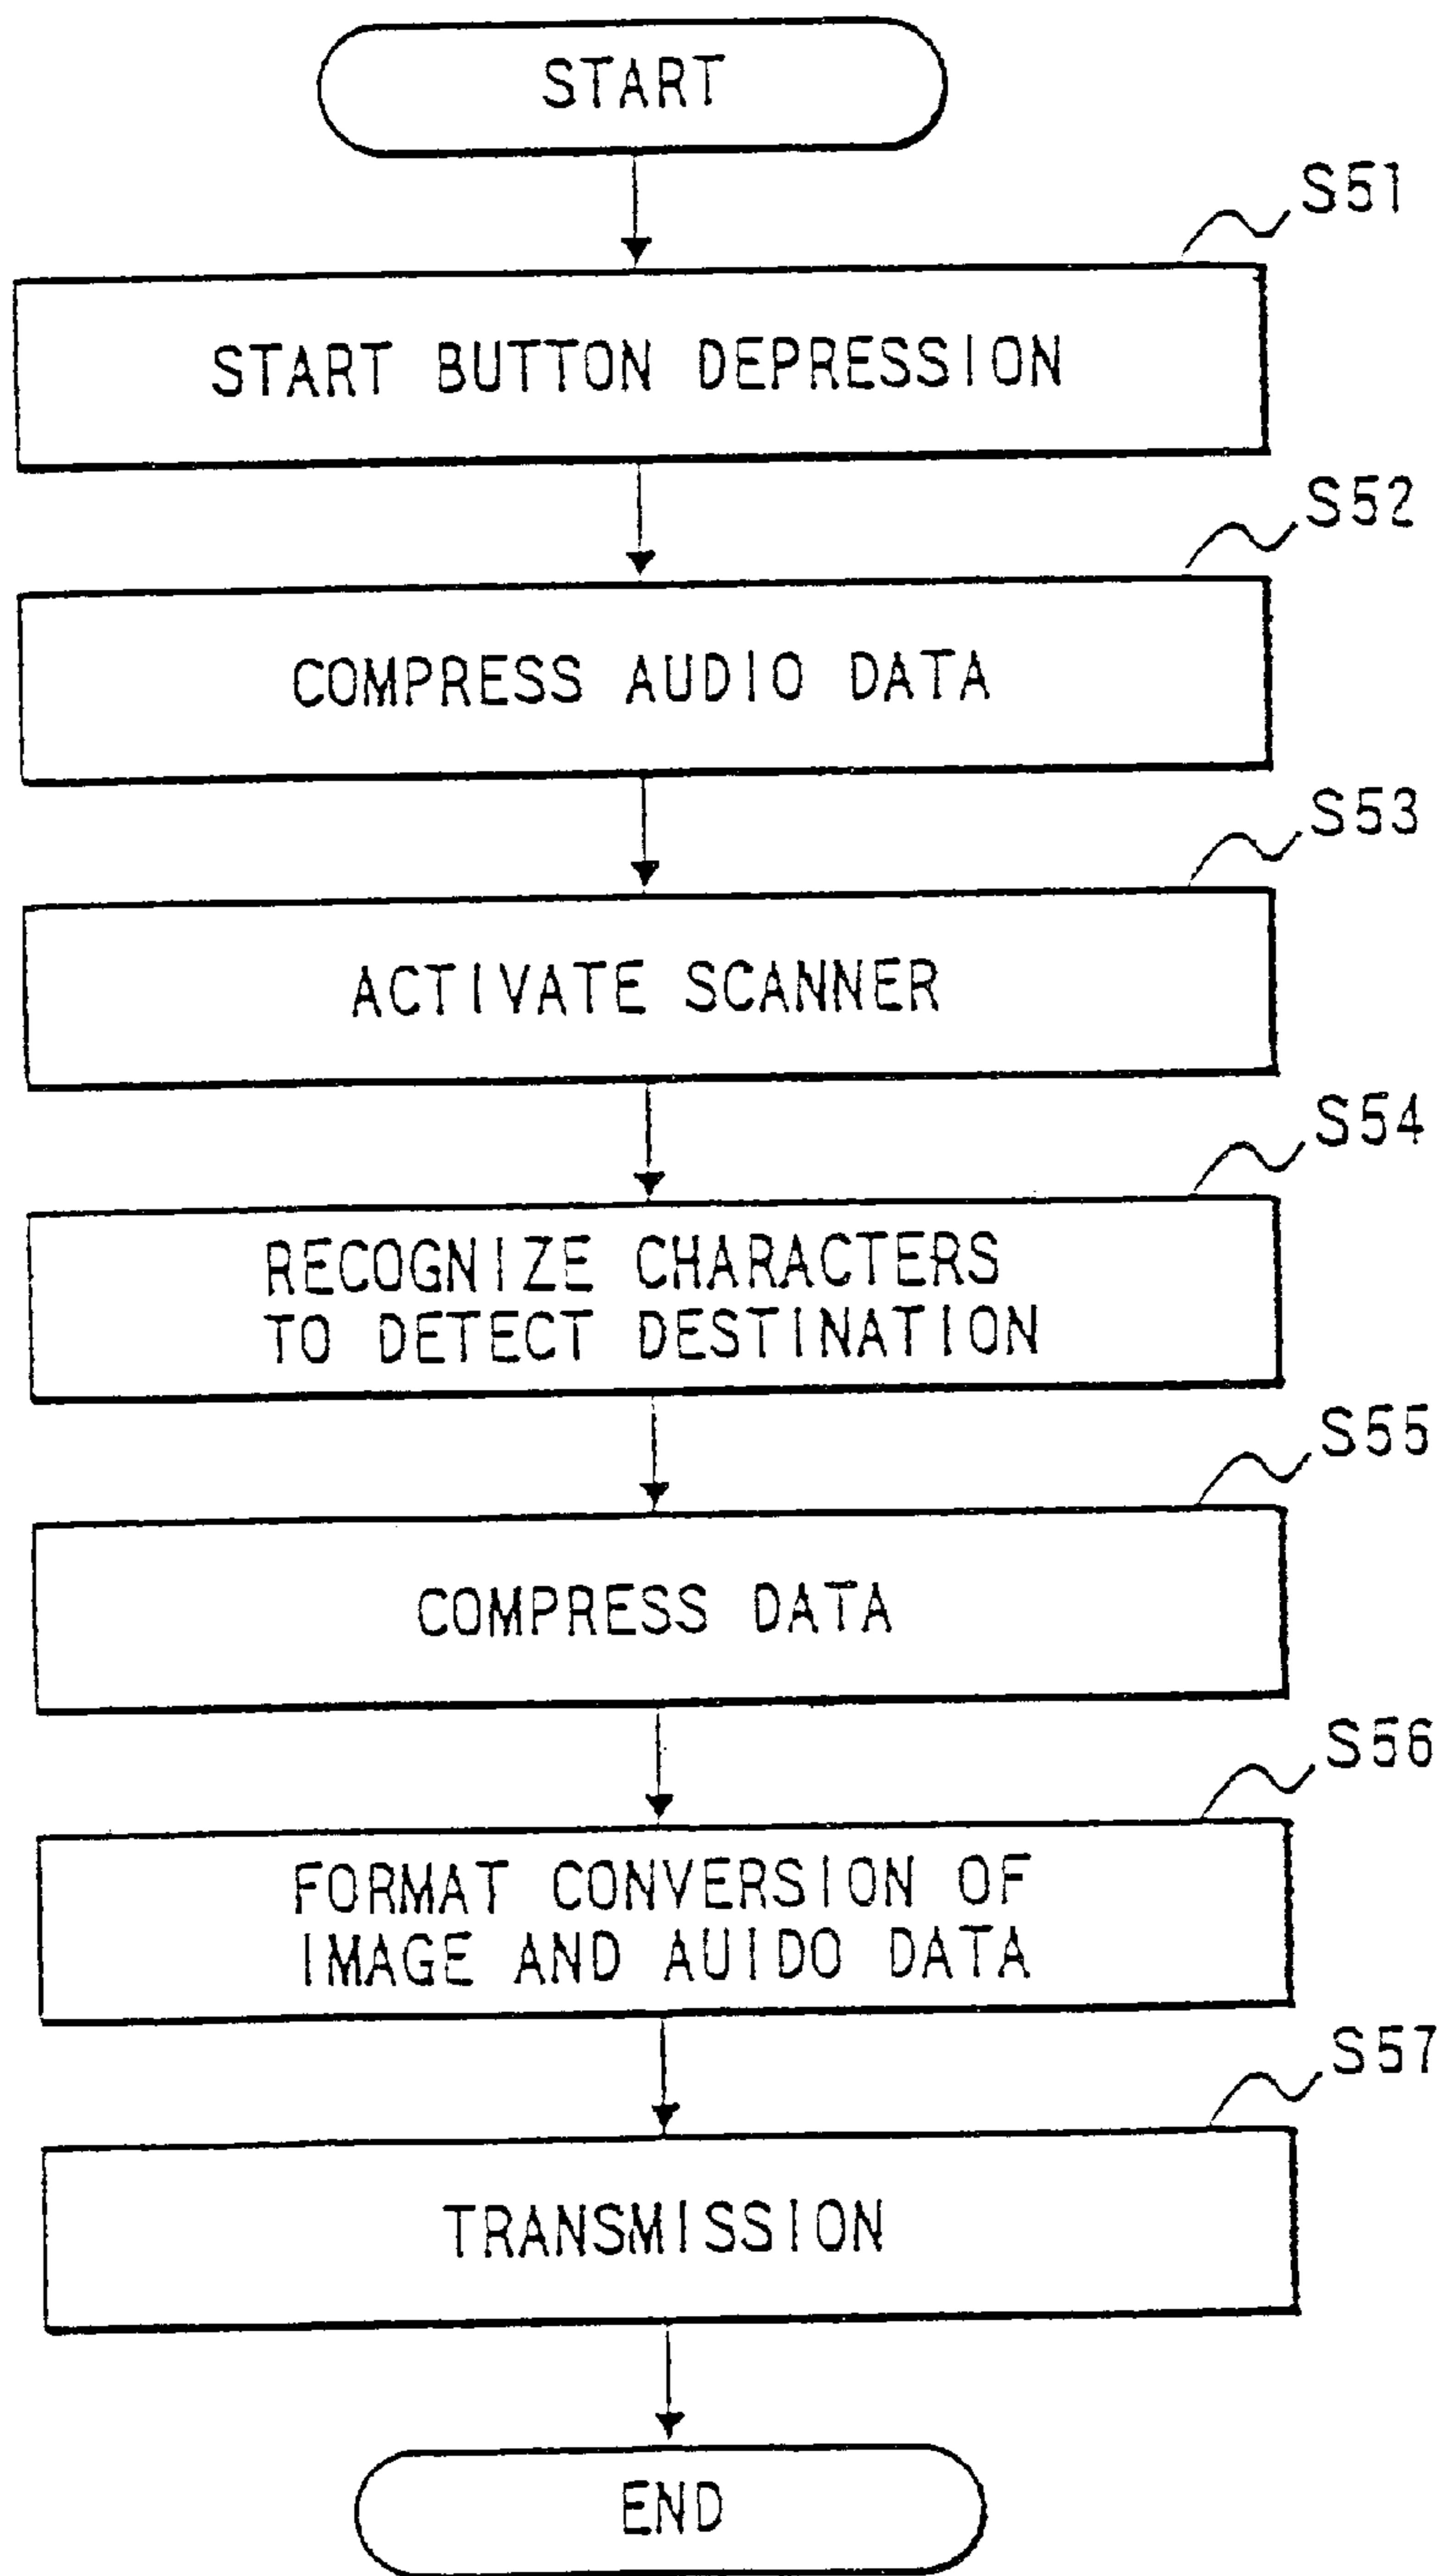 START
S51
START BUTTON DEPRESSION
S52
COMPRESS AUDIO DATA
S53
ACTIVATE SCANNER
S54
RECOGNIZE CHARACTERS
TO DETECT DESTINATION
S55
COMPRESS DATA
S56
FORMAT CONVERSION OF
IMAGE AND AUIDO DATA
S57
TRANSMISSION
END